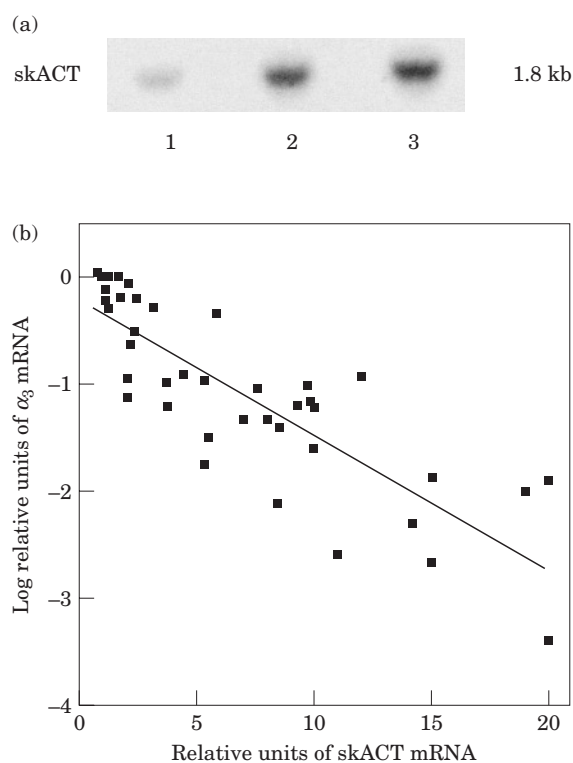 (a)
skACT 1.8 kb
1 2 3
(b)
0
−1
−2
−3
−4
Log relative units of α₃ mRNA
0 5 10 15 20
Relative units of skACT mRNA